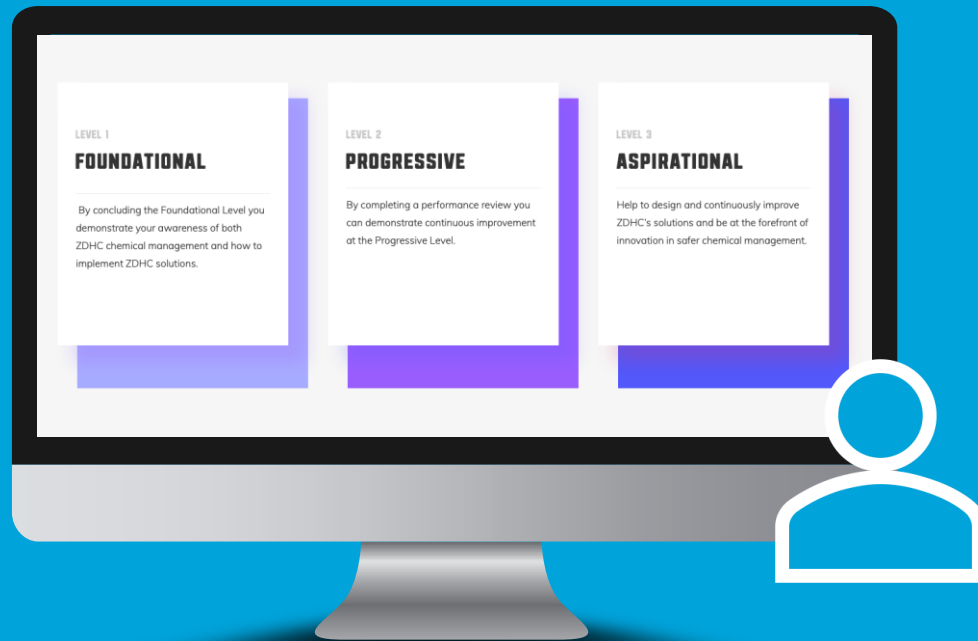 LEVEL 1
FOUNDATIONAL
By concluding the Foundational Level you
demonstrate your awareness of both
ZDHC chemical management and how to
implement ZDHC solutions.
LEVEL 2
PROGRESSIVE
By completing a performance review you
can demonstrate continuous improvement
at the Progressive Level.
LEVEL 3
ASPIRATIONAL
Help to design and continuously improve
ZDHC's solutions and be at the forefront of
innovation in safer chemical management.